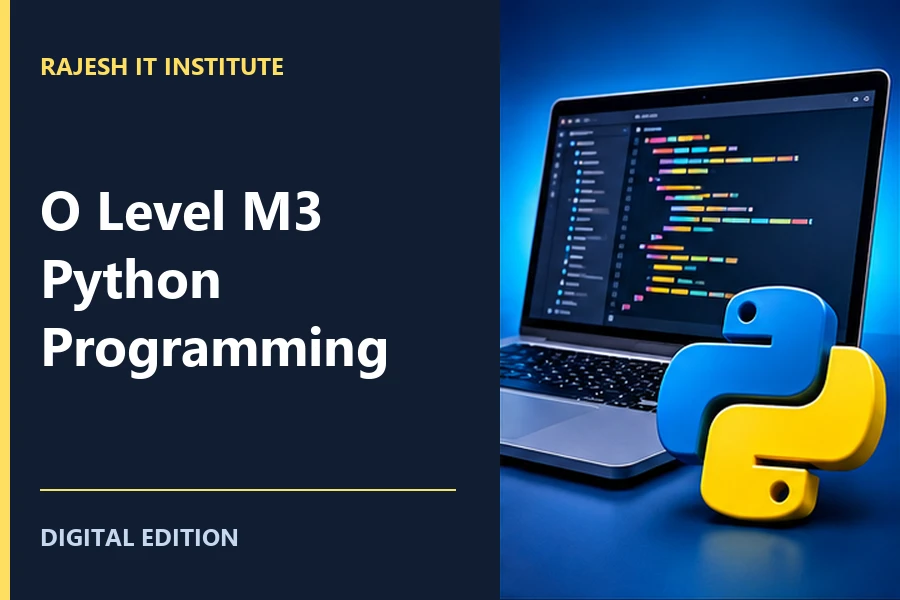 RAJESH IT INSTITUTE
O Level M3
Python
Programming
DIGITAL EDITION